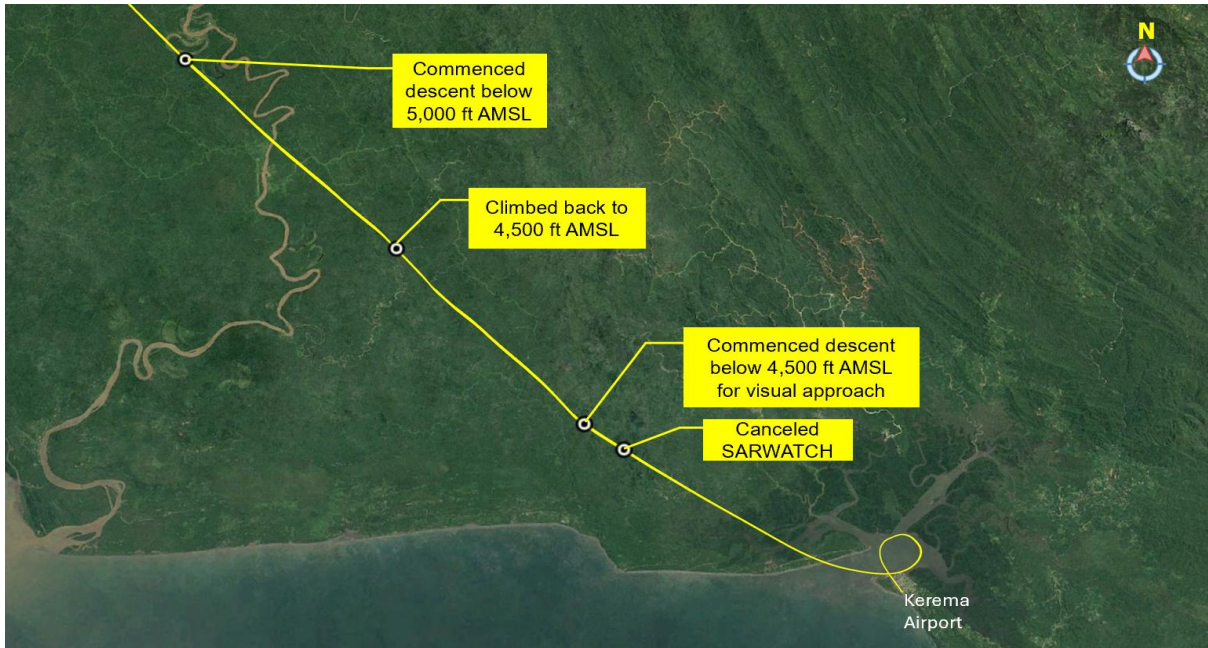 N
Commenced
descent below
5,000 ft AMSL
Climbed back to
4,500 ft AMSL
Commenced descent
below 4,500 ft AMSL
for visual approach
Canceled
SARWATCH
Kerema
Airport